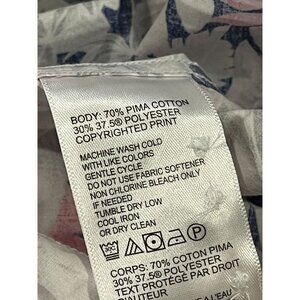 BODY: 70% PIMA COTTON
30% 37.5® POLYESTER
COPYRIGHTED PRINT
MACHINE WASH COLD
WITH LIKE COLORS
GENTLE CYCLE
DO NOT USE FABRIC SOFTENER
NON CHLORINE BLEACH ONLY
IF NEEDED
TUMBLE DRY LOW
COOL IRON
OR DRY CLEAN
CORPS: 70% COTON PIMA
30% 37.5® POLYESTER
TEXT PROTÉGÉ PAR DROIT
D'AUTEUR
À L'EAU